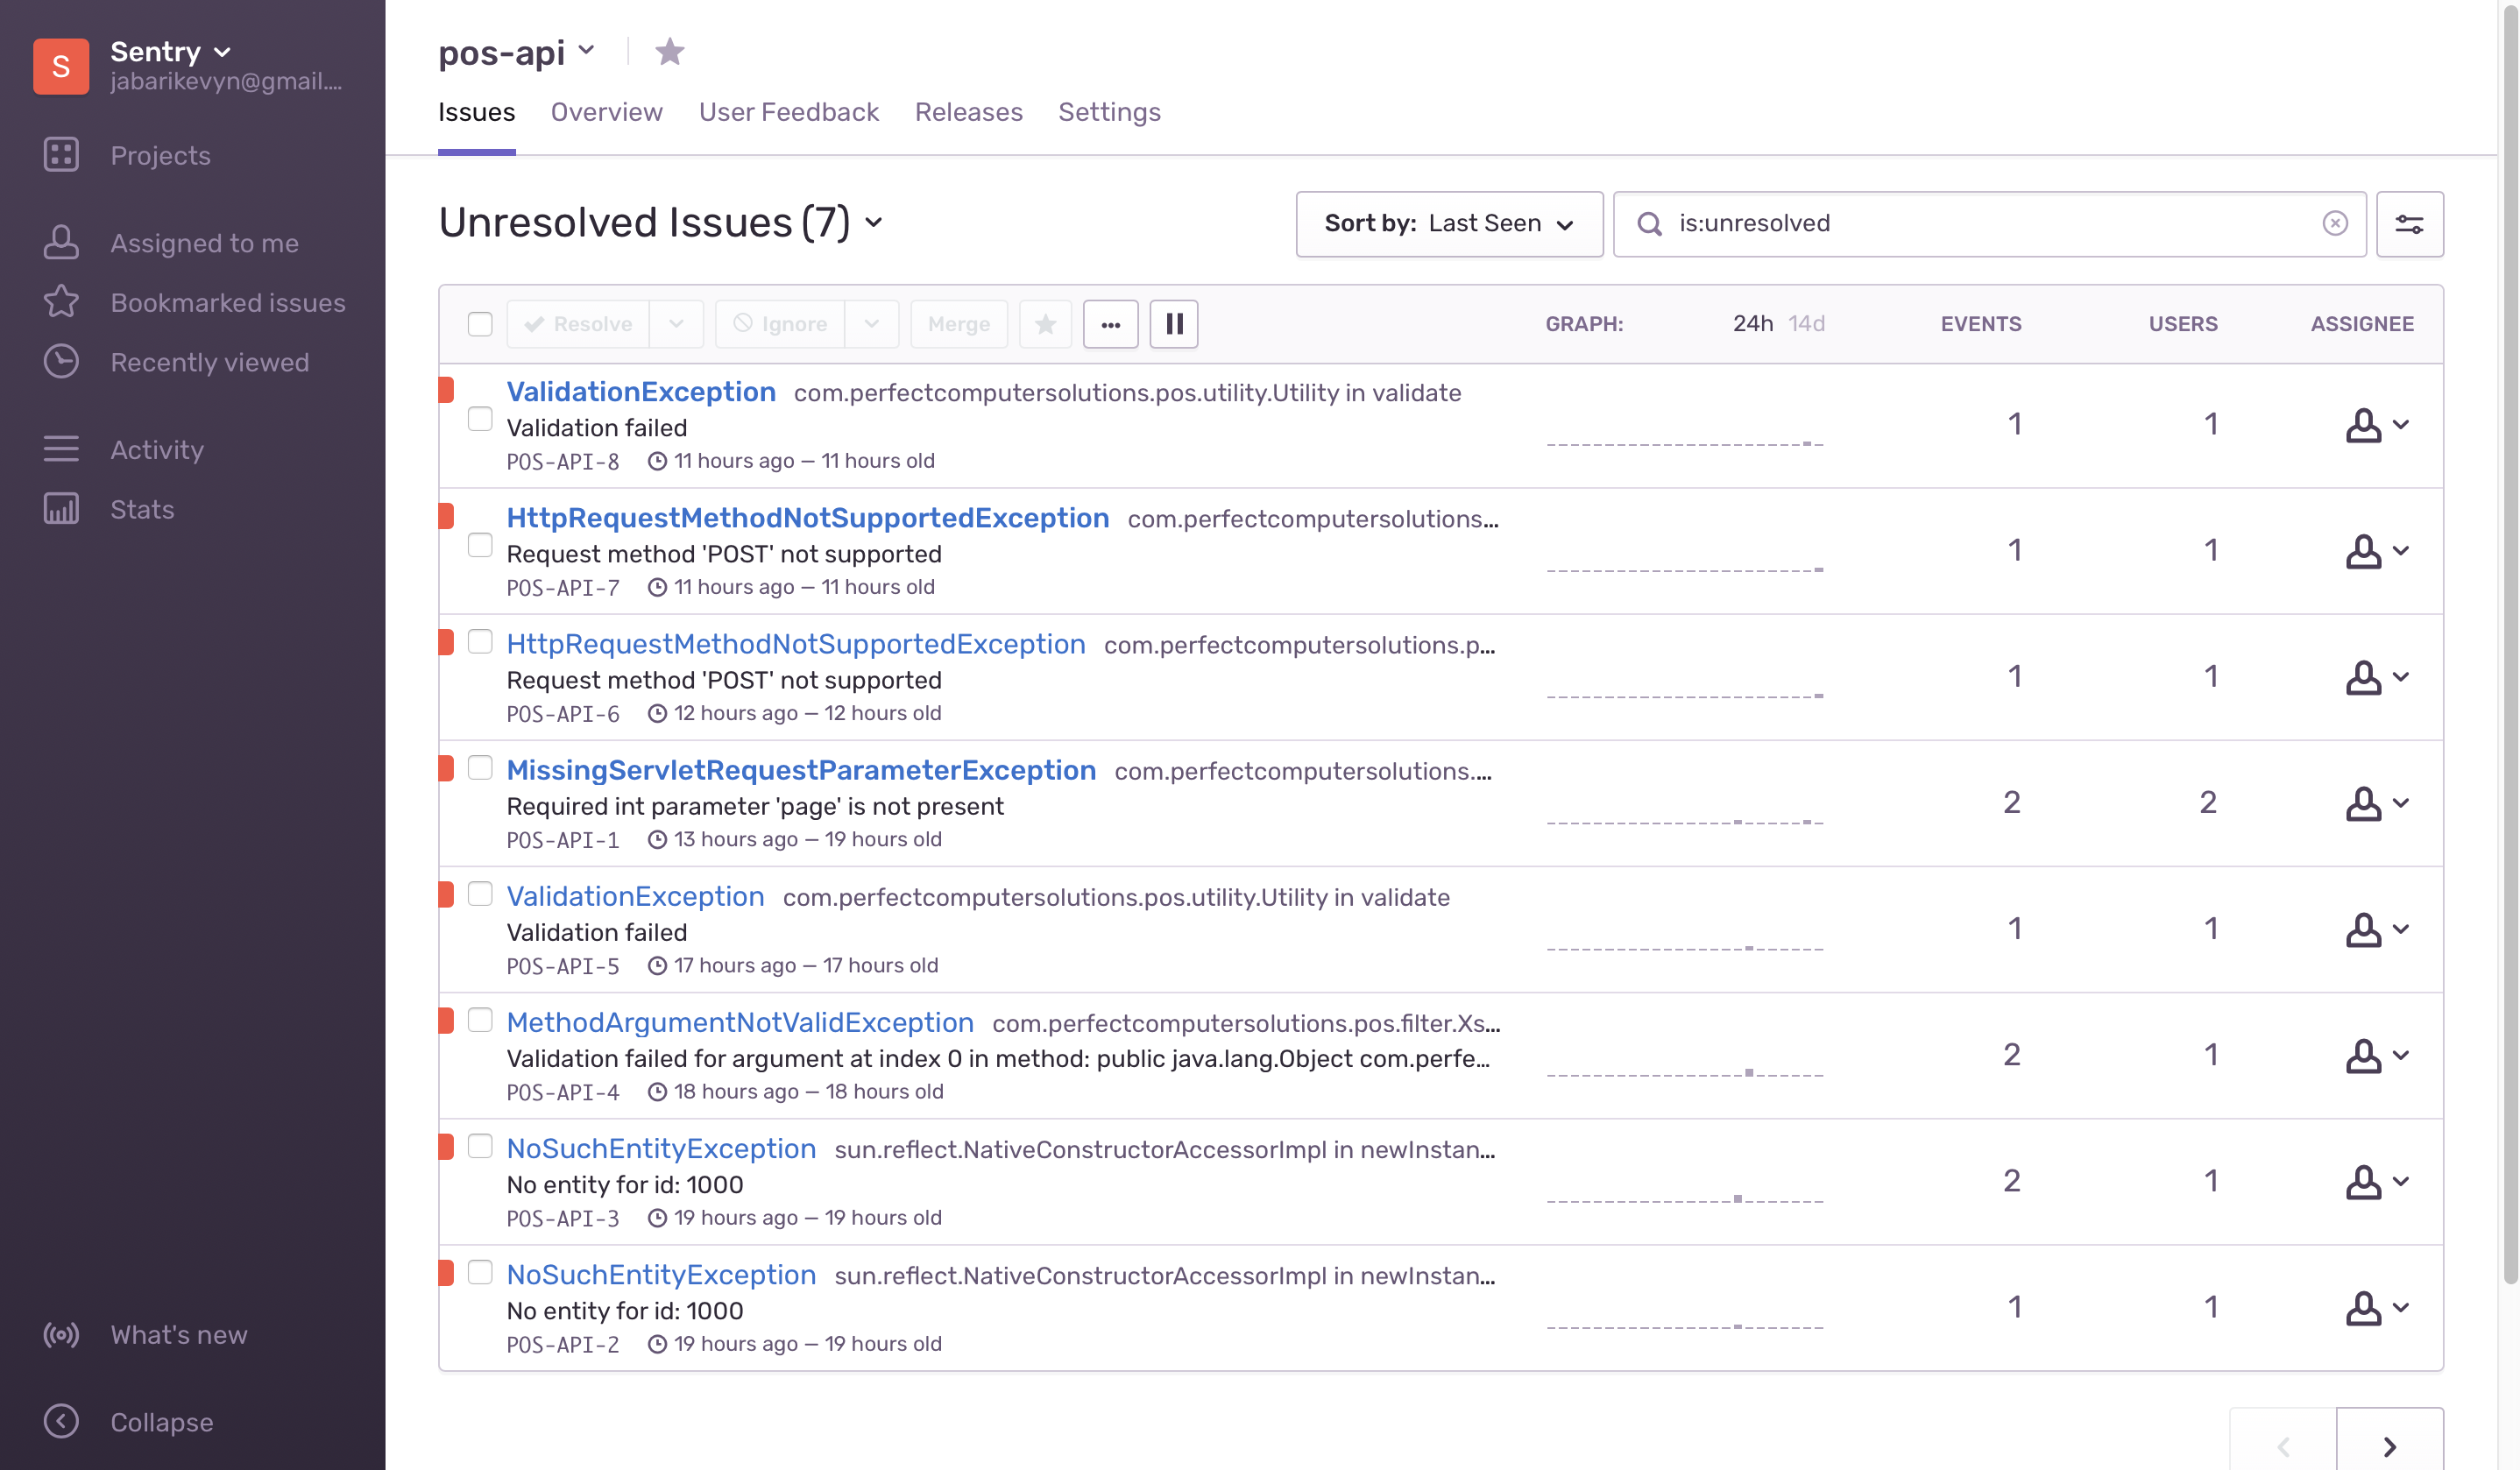 S
Sentry
jabarikevyn@gmail....
Projects
Assigned to me
Bookmarked issues
Recently viewed
Activity
Stats
What's new
Collapse
pos-api
Issues Overview User Feedback Releases Settings
Unresolved Issues (7)
Sort by: Last Seen
is:unresolved
Resolve Ignore Merge GRAPH: 24h 14d EVENTS USERS ASSIGNEE
ValidationException com.perfectcomputersolutions.pos.utility.Utility in validate
Validation failed
POS-API-8 11 hours ago — 11 hours old
1 1
HttpRequestMethodNotSupportedException com.perfectcomputersolutions...
Request method 'POST' not supported
POS-API-7 11 hours ago — 11 hours old
1 1
HttpRequestMethodNotSupportedException com.perfectcomputersolutions.p...
Request method 'POST' not supported
POS-API-6 12 hours ago — 12 hours old
1 1
MissingServletRequestParameterException com.perfectcomputersolutions....
Required int parameter 'page' is not present
POS-API-1 13 hours ago — 19 hours old
2 2
ValidationException com.perfectcomputersolutions.pos.utility.Utility in validate
Validation failed
POS-API-5 17 hours ago — 17 hours old
1 1
MethodArgumentNotValidException com.perfectcomputersolutions.pos.filter.Xs...
Validation failed for argument at index 0 in method: public java.lang.Object com.perfe...
POS-API-4 18 hours ago — 18 hours old
2 1
NoSuchEntityException sun.reflect.NativeConstructorAccessorImpl in newInstan...
No entity for id: 1000
POS-API-3 19 hours ago — 19 hours old
2 1
NoSuchEntityException sun.reflect.NativeConstructorAccessorImpl in newInstan...
No entity for id: 1000
POS-API-2 19 hours ago — 19 hours old
1 1